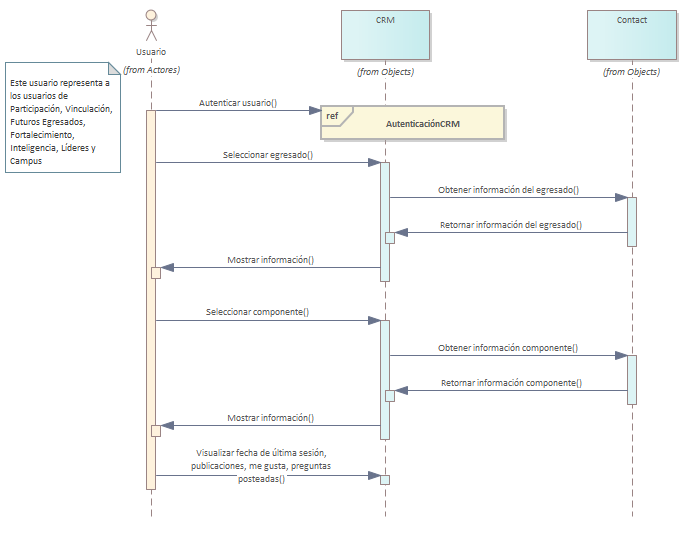 CRM
Contact
Usuario
(from Actores)
(from Objects)
(from Objects)
Este usuario representa a
los usuarios de
Participación, Vinculación,
Futuros Egresados,
Fortalecimiento,
Inteligencia, Líderes y
Campus
Autenticar usuario()
ref
AutenticaciónCRM
Seleccionar egresado()
Obtener información del egresado()
Retornar información del egresado()
Mostrar información()
Seleccionar componente()
Obtener información componente()
Retornar información componente()
Mostrar información()
Visualizar fecha de última sesión,
publicaciones, me gusta, preguntas
posteadas()